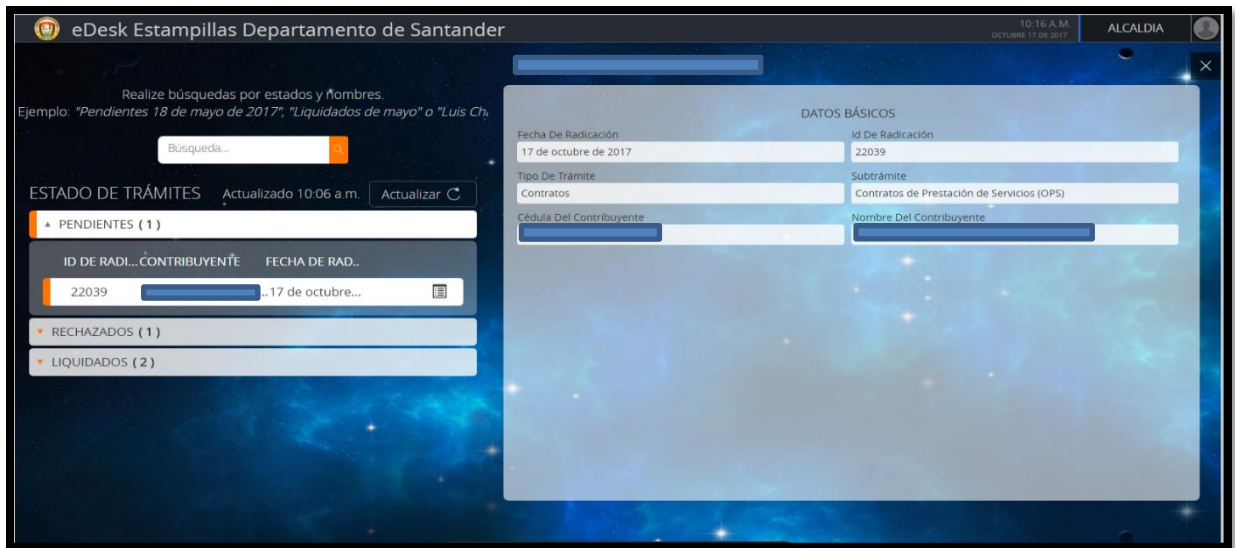 eDesk Estampillas Departamento de Santander
10:16 A.M.
OCTUBRE 17 DE 2017
ALCALDIA
Realize búsquedas por estados y nombres.
Ejemplo: "Pendientes 18 de mayo de 2017", "Liquidados de mayo" o "Luis Ch
Búsqueda...
ESTADO DE TRÁMITES Actualizado 10:06 a.m. Actualizar
PENDIENTES (1)
ID DE RADI... CONTRIBUYENTE FECHA DE RAD..
22039 ..17 de octubre...
RECHAZADOS (1)
LIQUIDADOS (2)
DATOS BÁSICOS
Fecha De Radicación Id De Radicación
17 de octubre de 2017 22039
Tipo De Trámite Subtrámite
Contratos Contratos de Prestación de Servicios (OPS)
Cédula Del Contribuyente Nombre Del Contribuyente